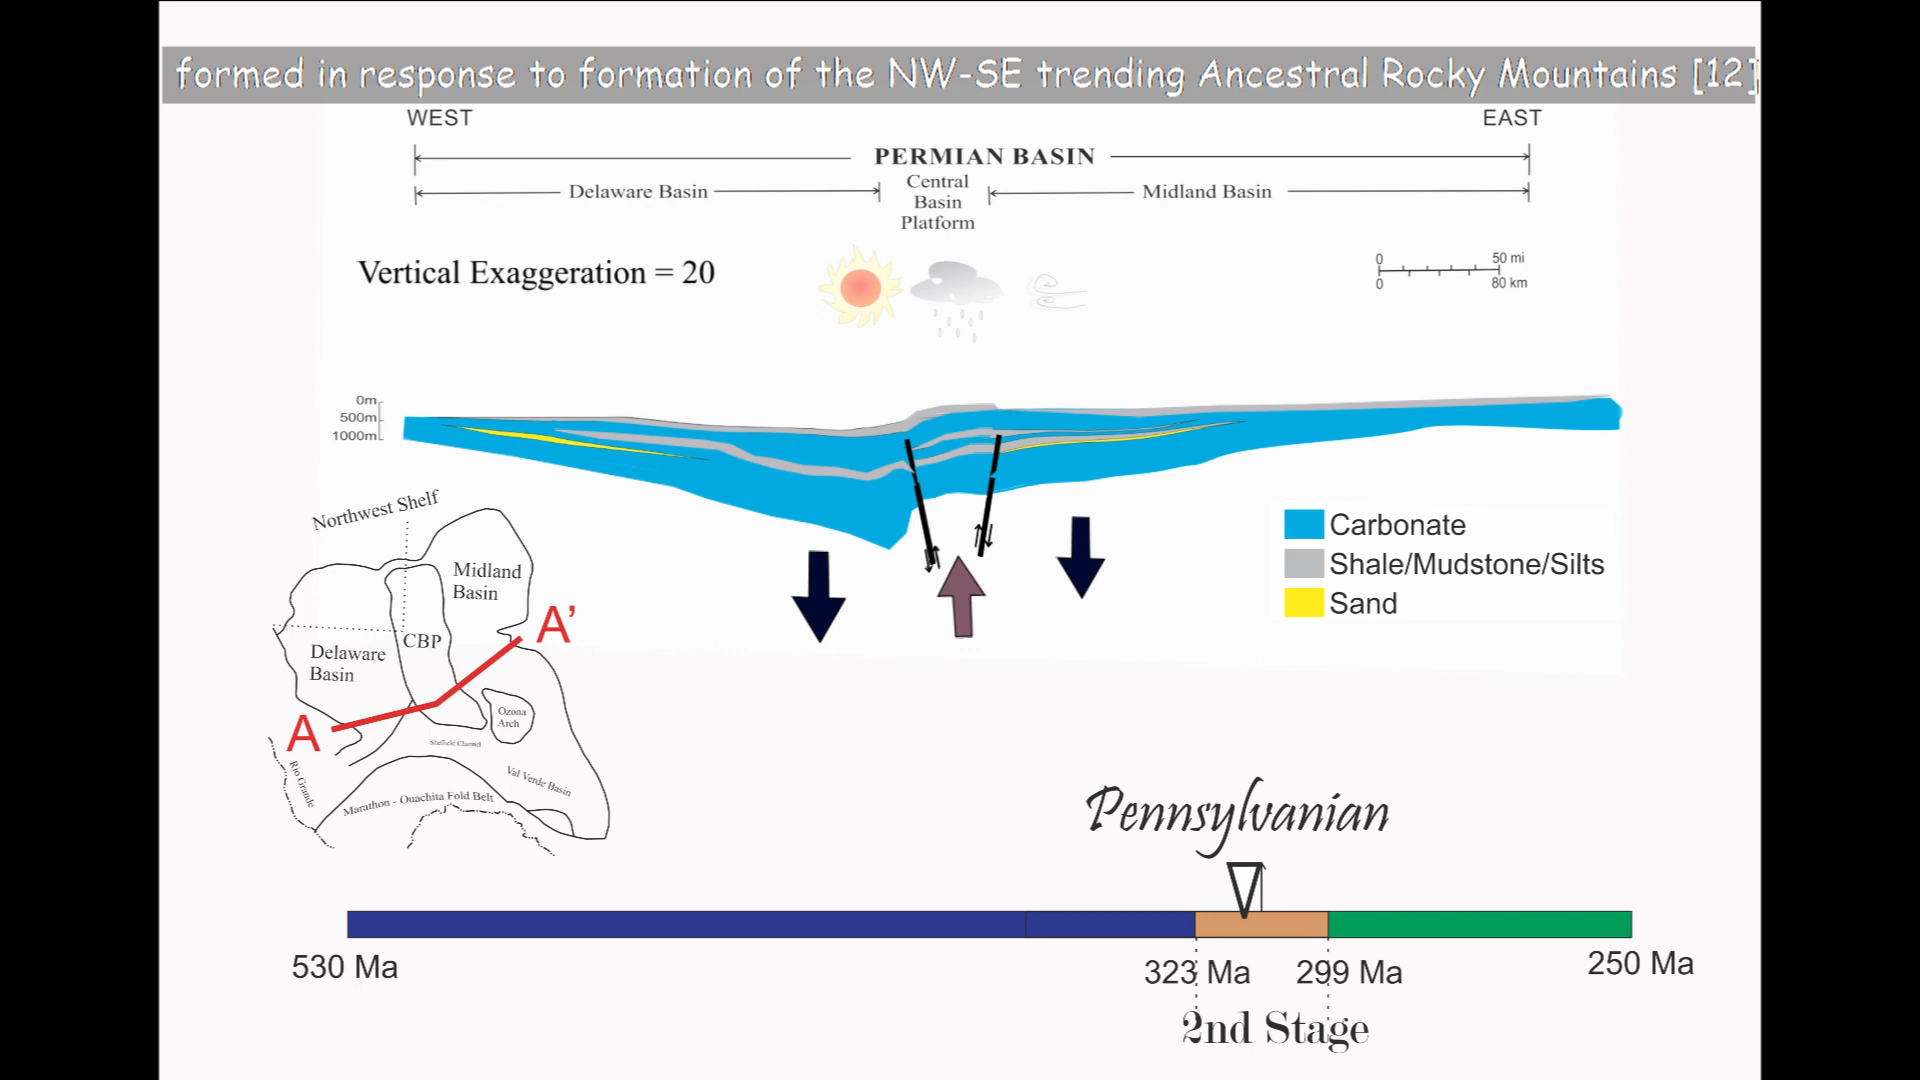 formed in response to formation of the NW-SE trending Ancestral Rocky Mountains [12]
WEST
EAST
PERMIAN BASIN
Delaware Basin
Central
Basin
Platform
Midland Basin
Vertical Exaggeration = 20
0 50 mi
0 80 km
0m
500m
1000m
Northwest Shelf
Midland
Basin
A'
CBP
Delaware
Basin
A
Ozona
Arch
Sheffield Channel
Rio Grande
Val Verde Basin
Marathon - Ouachita Fold Belt
Carbonate
Shale/Mudstone/Silts
Sand
Pennsylvanian
530 Ma
323 Ma
299 Ma
250 Ma
2nd Stage